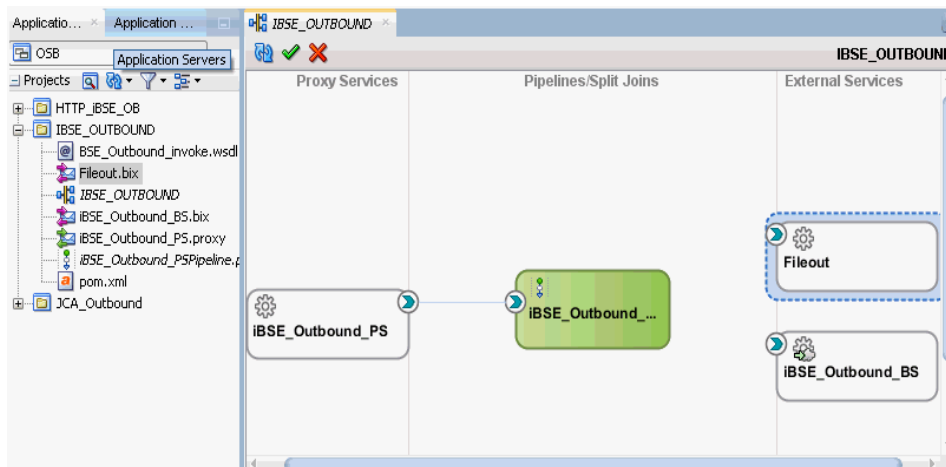 Applicatio...
Application ...
IBSE_OUTBOUND
OSB
Application Servers
IBSE_OUTBOUN
Projects
Proxy Services
Pipelines/Split Joins
External Services
HTTP_iBSE_OB
IBSE_OUTBOUND
BSE_Outbound_invoke.wsdl
Fileout.bix
IBSE_OUTBOUND
iBSE_Outbound_BS.bix
iBSE_Outbound_PS.proxy
iBSE_Outbound_PSPipeline.p
pom.xml
JCA_Outbound
Fileout
iBSE_Outbound_...
iBSE_Outbound_PS
iBSE_Outbound_BS